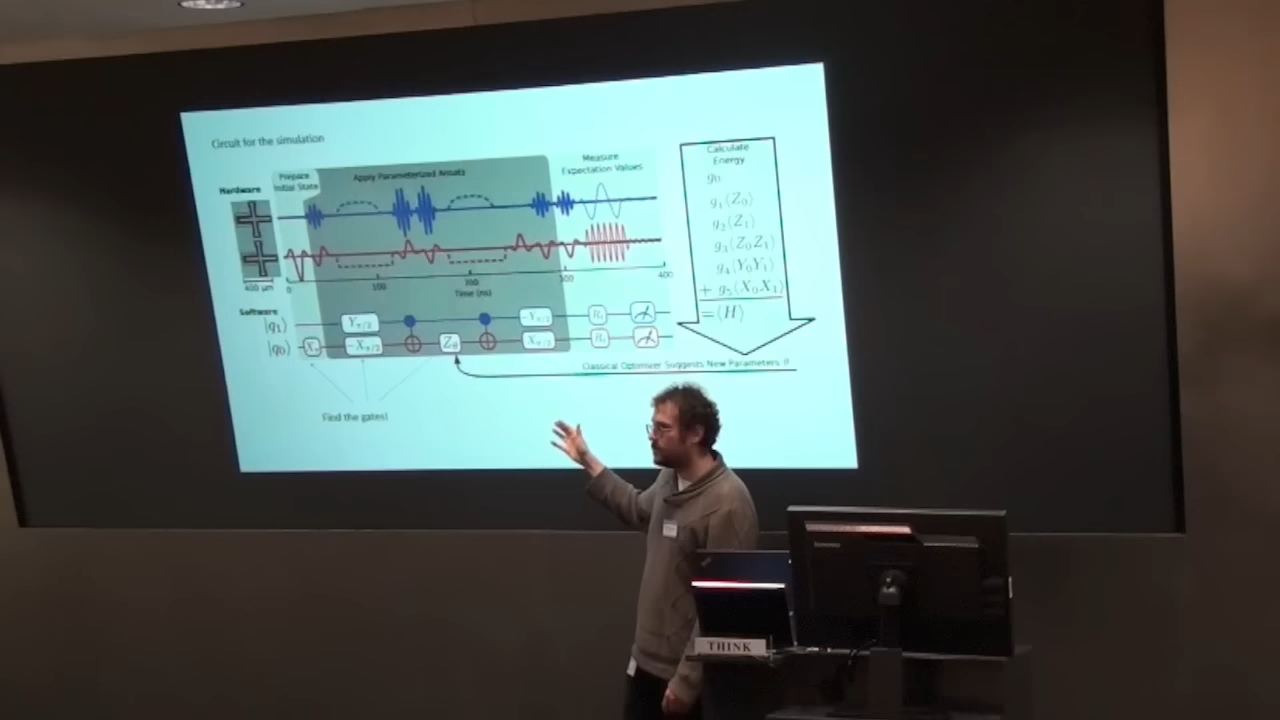 Circuit for the simulation
Hardware
Prepare
Initial State
Apply Parameterized Ansatz
Measure
Expectation Values
400 μm
0 100 200 300 400
Time (ns)
Software
|q₁⟩ Y_π/2 −Y_π/2 R_t
|q₀⟩ X_π −X_π/2 Z_θ X_π/2 R_t
Calculate
Energy
g₀
g₁⟨Z₀⟩
g₂⟨Z₁⟩
g₃⟨Z₀Z₁⟩
g₄⟨Y₀Y₁⟩
+ g₅⟨X₀X₁⟩
=⟨H⟩
Classical Optimizer Suggests New Parameters θ
Find the gates!
THINK